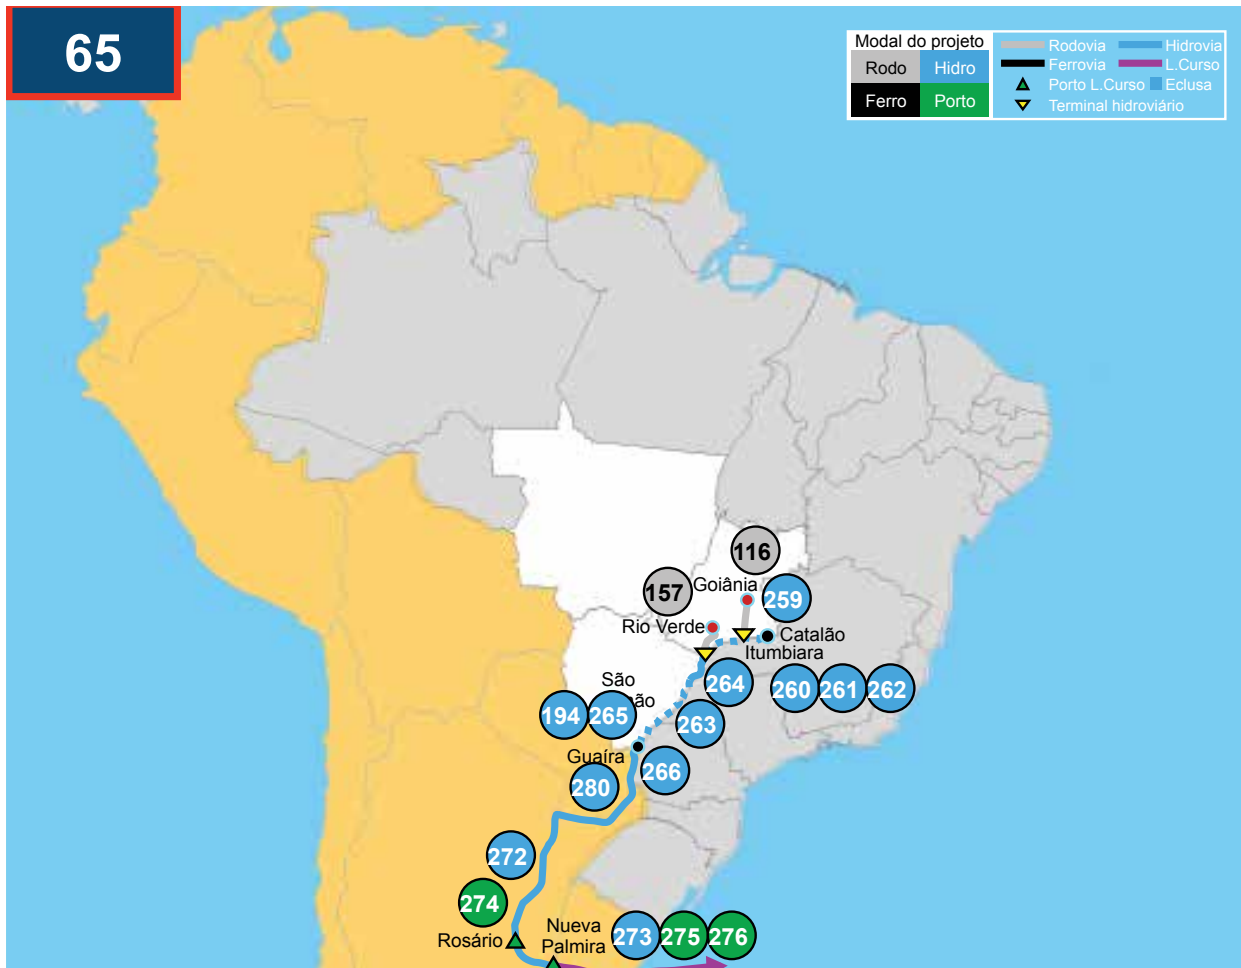 65
Modal do projeto
Rodo
Hidro
Ferro
Porto
Rodovia
Hidrovia
Ferrovia
L.Curso
Porto L.Curso
Eclusa
Terminal hidroviário
116
157
Goiânia
259
Rio Verde
Catalão
Itumbiara
São
ão
264
260
261
262
194
265
263
Guaíra
266
280
272
274
Rosário
Nueva
Palmira
273
275
276